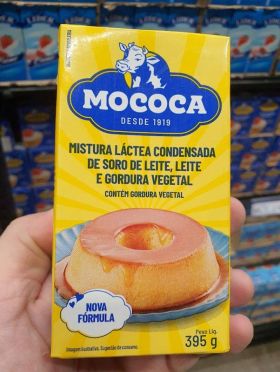 MOCOCA
DESDE 1919
MISTURA LÁCTEA CONDENSADA
DE SORO DE LEITE, LEITE
E GORDURA VEGETAL
CONTÉM GORDURA VEGETAL
NOVA
FÓRMULA
Peso Líq.
395 g
Imagem ilustrativa. Sugestão de consumo.